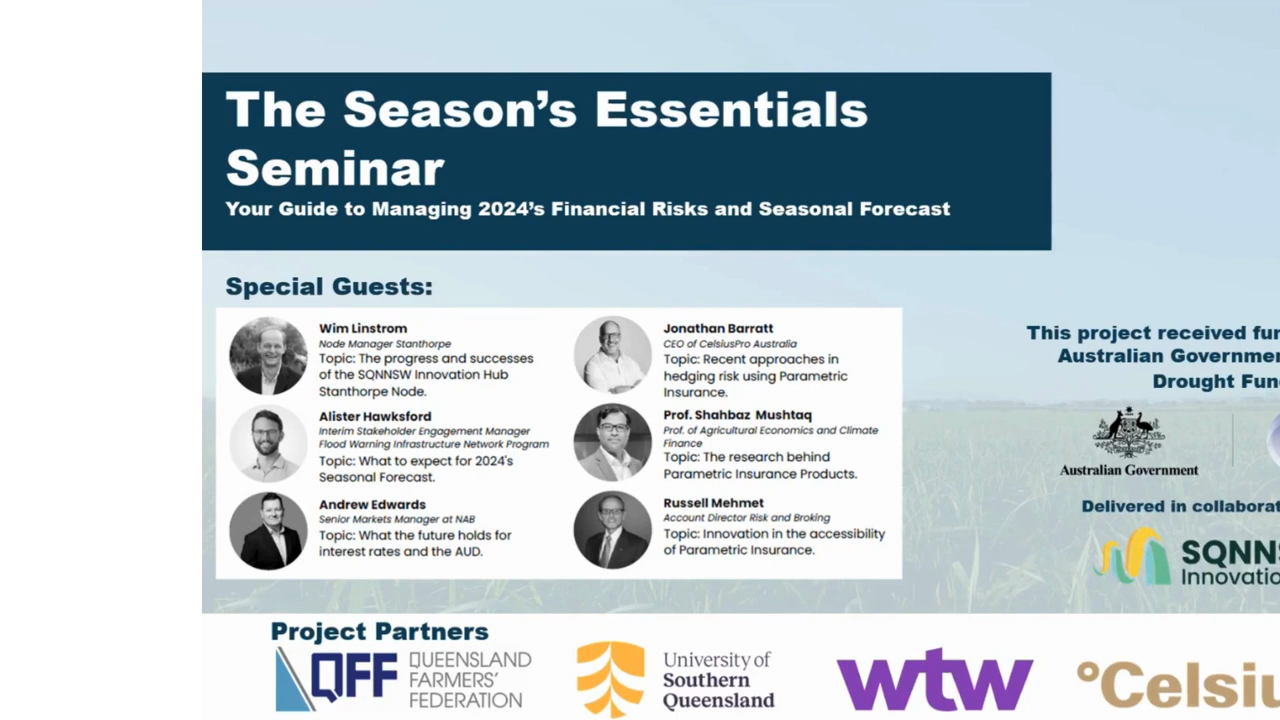 The Season's Essentials
Seminar
Your Guide to Managing 2024's Financial Risks and Seasonal Forecast
Special Guests:
Wim Linstrom
Node Manager Stanthorpe
Topic: The progress and successes
of the SQNNSW Innovation Hub
Stanthorpe Node.
Alister Hawksford
Interim Stakeholder Engagement Manager
Flood Warning Infrastructure Network Program
Topic: What to expect for 2024's
Seasonal Forecast.
Andrew Edwards
Senior Markets Manager at NAB
Topic: What the future holds for
interest rates and the AUD.
Jonathan Barratt
CEO of CelsiusPro Australia
Topic: Recent approaches in
hedging risk using Parametric
Insurance.
Prof. Shahbaz Mushtaq
Prof. of Agricultural Economics and Climate
Finance
Topic: The research behind
Parametric Insurance Products.
Russell Mehmet
Account Director Risk and Broking
Topic: Innovation in the accessibility
of Parametric Insurance.
This project received
Australian
Drought
Australian Government
Delivered in
Project Partners
QFF QUEENSLAND
FARMERS'
FEDERATION
University of
Southern
Queensland
wtw